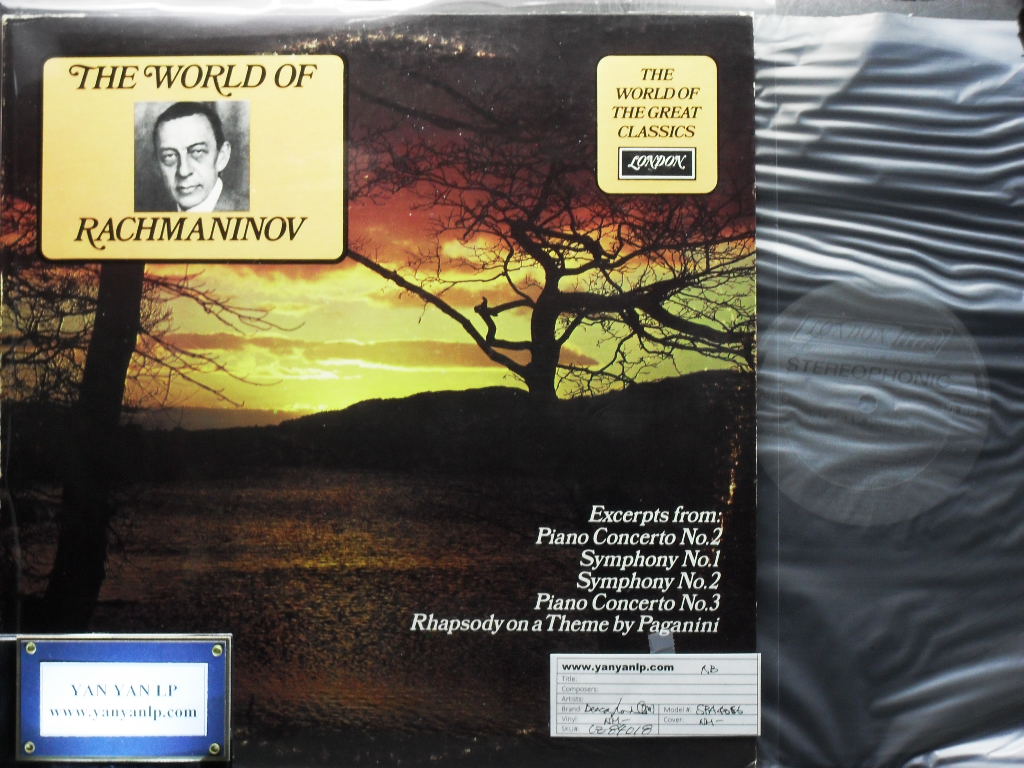 THE WORLD OF
RACHMANINOV
THE
WORLD OF
THE GREAT
CLASSICS
LONDON
STEREOPHONIC
Excerpts from:
Piano Concerto No.2
Symphony No.1
Symphony No.2
Piano Concerto No.3
Rhapsody on a Theme by Paganini
YAN YAN LP
www.yanyanlp.com
www.yanyanlp.com
Title:
Composers:
Artists:
Brand: Model #:
Vinyl: NM- Cover: NM-
SKU#: